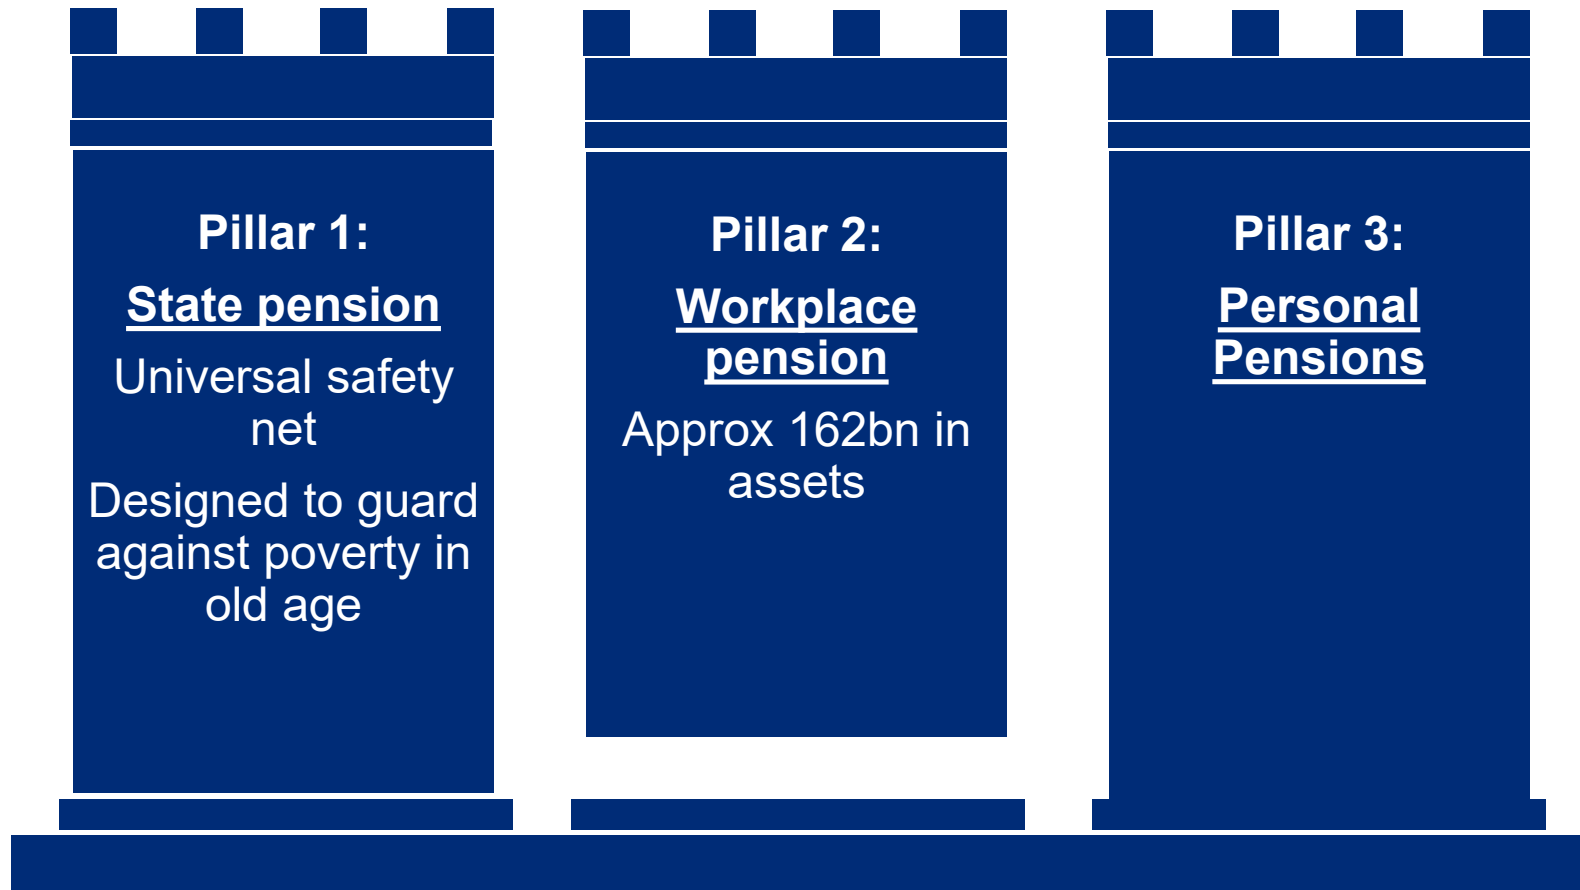 Pillar 1:
State pension
Universal safety
net
Designed to guard
against poverty in
old age
Pillar 2:
Workplace
pension
Approx 162bn in
assets
Pillar 3:
Personal
Pensions